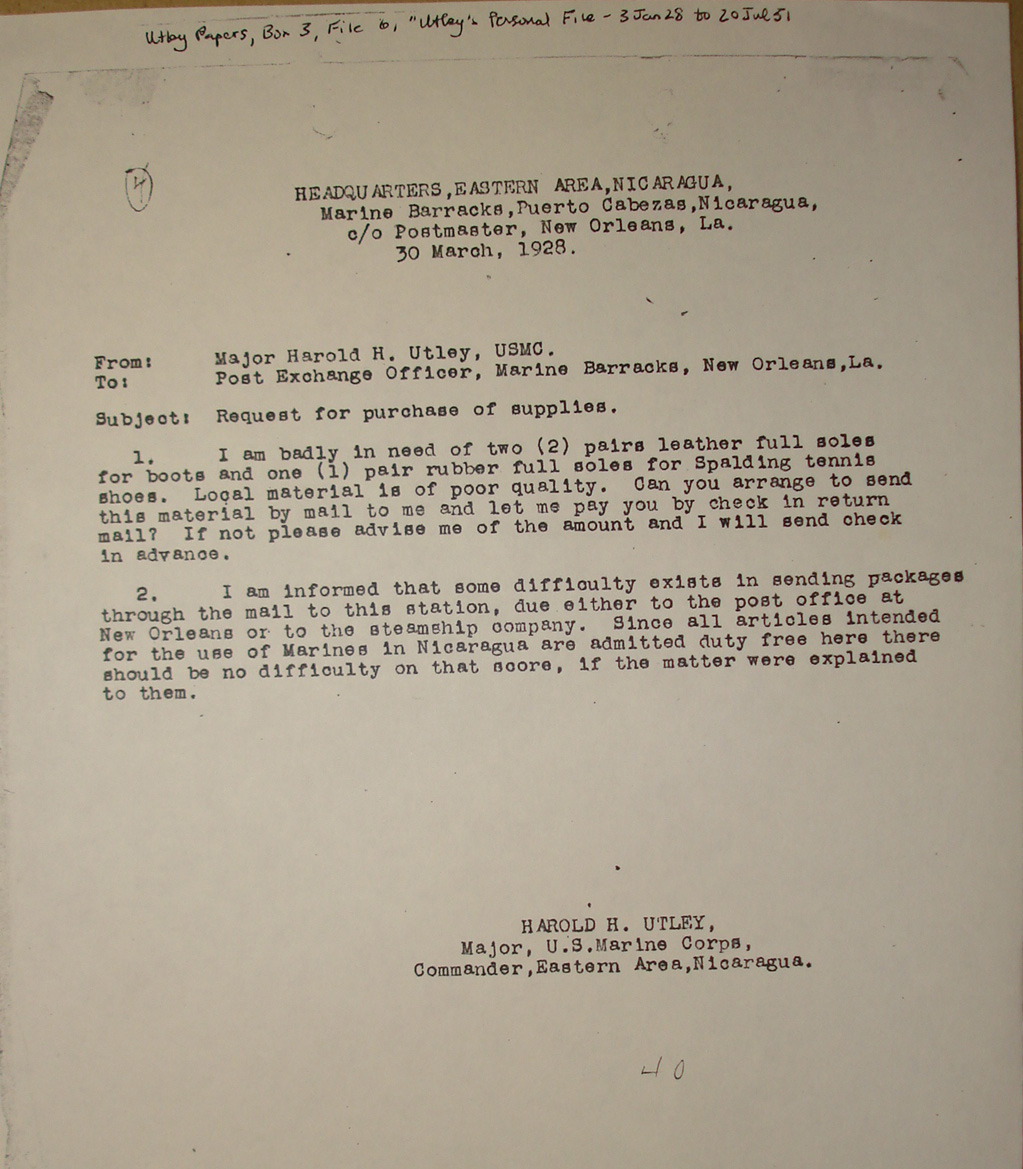 Utley Papers, Box 3, File 6, "Utley's Personal File - 3 Jan 28 to 20 Jul 51
4
HEADQUARTERS,EASTERN AREA,NICARAGUA,
Marine Barracks,Puerto Cabezas,Nicaragua,
c/o Postmaster, New Orleans, La.
30 March, 1928.
From: Major Harold H. Utley, USMC.
To: Post Exchange Officer, Marine Barracks, New Orleans,La.
Subject: Request for purchase of supplies.
1. I am badly in need of two (2) pairs leather full soles
for boots and one (1) pair rubber full soles for Spalding tennis
shoes. Local material is of poor quality. Can you arrange to send
this material by mail to me and let me pay you by check in return
mail? If not please advise me of the amount and I will send check
in advance.
2. I am informed that some difficulty exists in sending packages
through the mail to this station, due either to the post office at
New Orleans or to the steamship company. Since all articles intended
for the use of Marines in Nicaragua are admitted duty free here there
should be no difficulty on that score, if the matter were explained
to them.
HAROLD H. UTLEY,
Major, U.S.Marine Corps,
Commander,Eastern Area,Nicaragua.
40